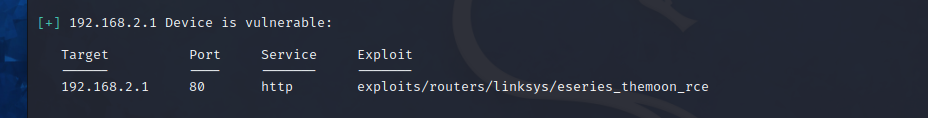 [+] 192.168.2.1 Device is vulnerable:
Target Port Service Exploit
192.168.2.1 80 http exploits/routers/linksys/eseries_themoon_rce